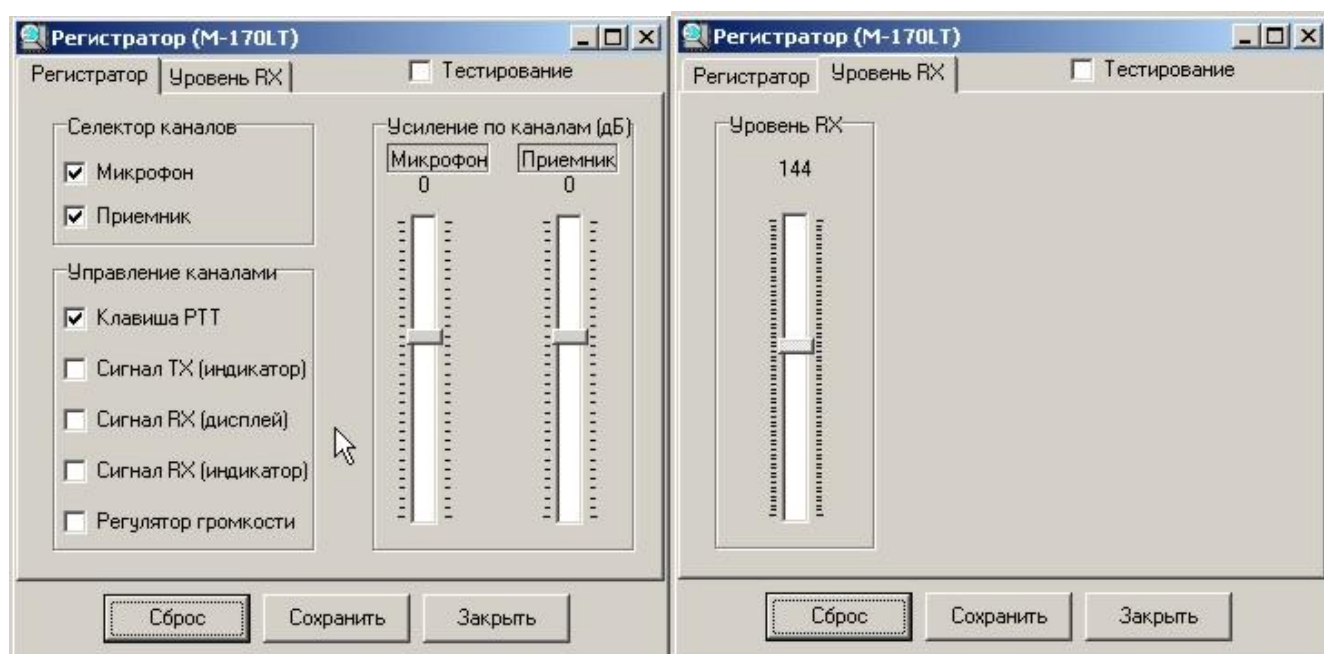 Регистратор (M-170LT)
Регистратор Уровень RX Тестирование
Селектор каналов
Микрофон
Приемник
Управление каналами
Клавиша PTT
Сигнал TX (индикатор)
Сигнал RX (дисплей)
Сигнал RX (индикатор)
Регулятор громкости
Усиление по каналам (дБ)
Микрофон Приемник
0 0
Сброс Сохранить Закрыть
Регистратор (M-170LT)
Регистратор Уровень RX Тестирование
Уровень RX
144
Сброс Сохранить Закрыть